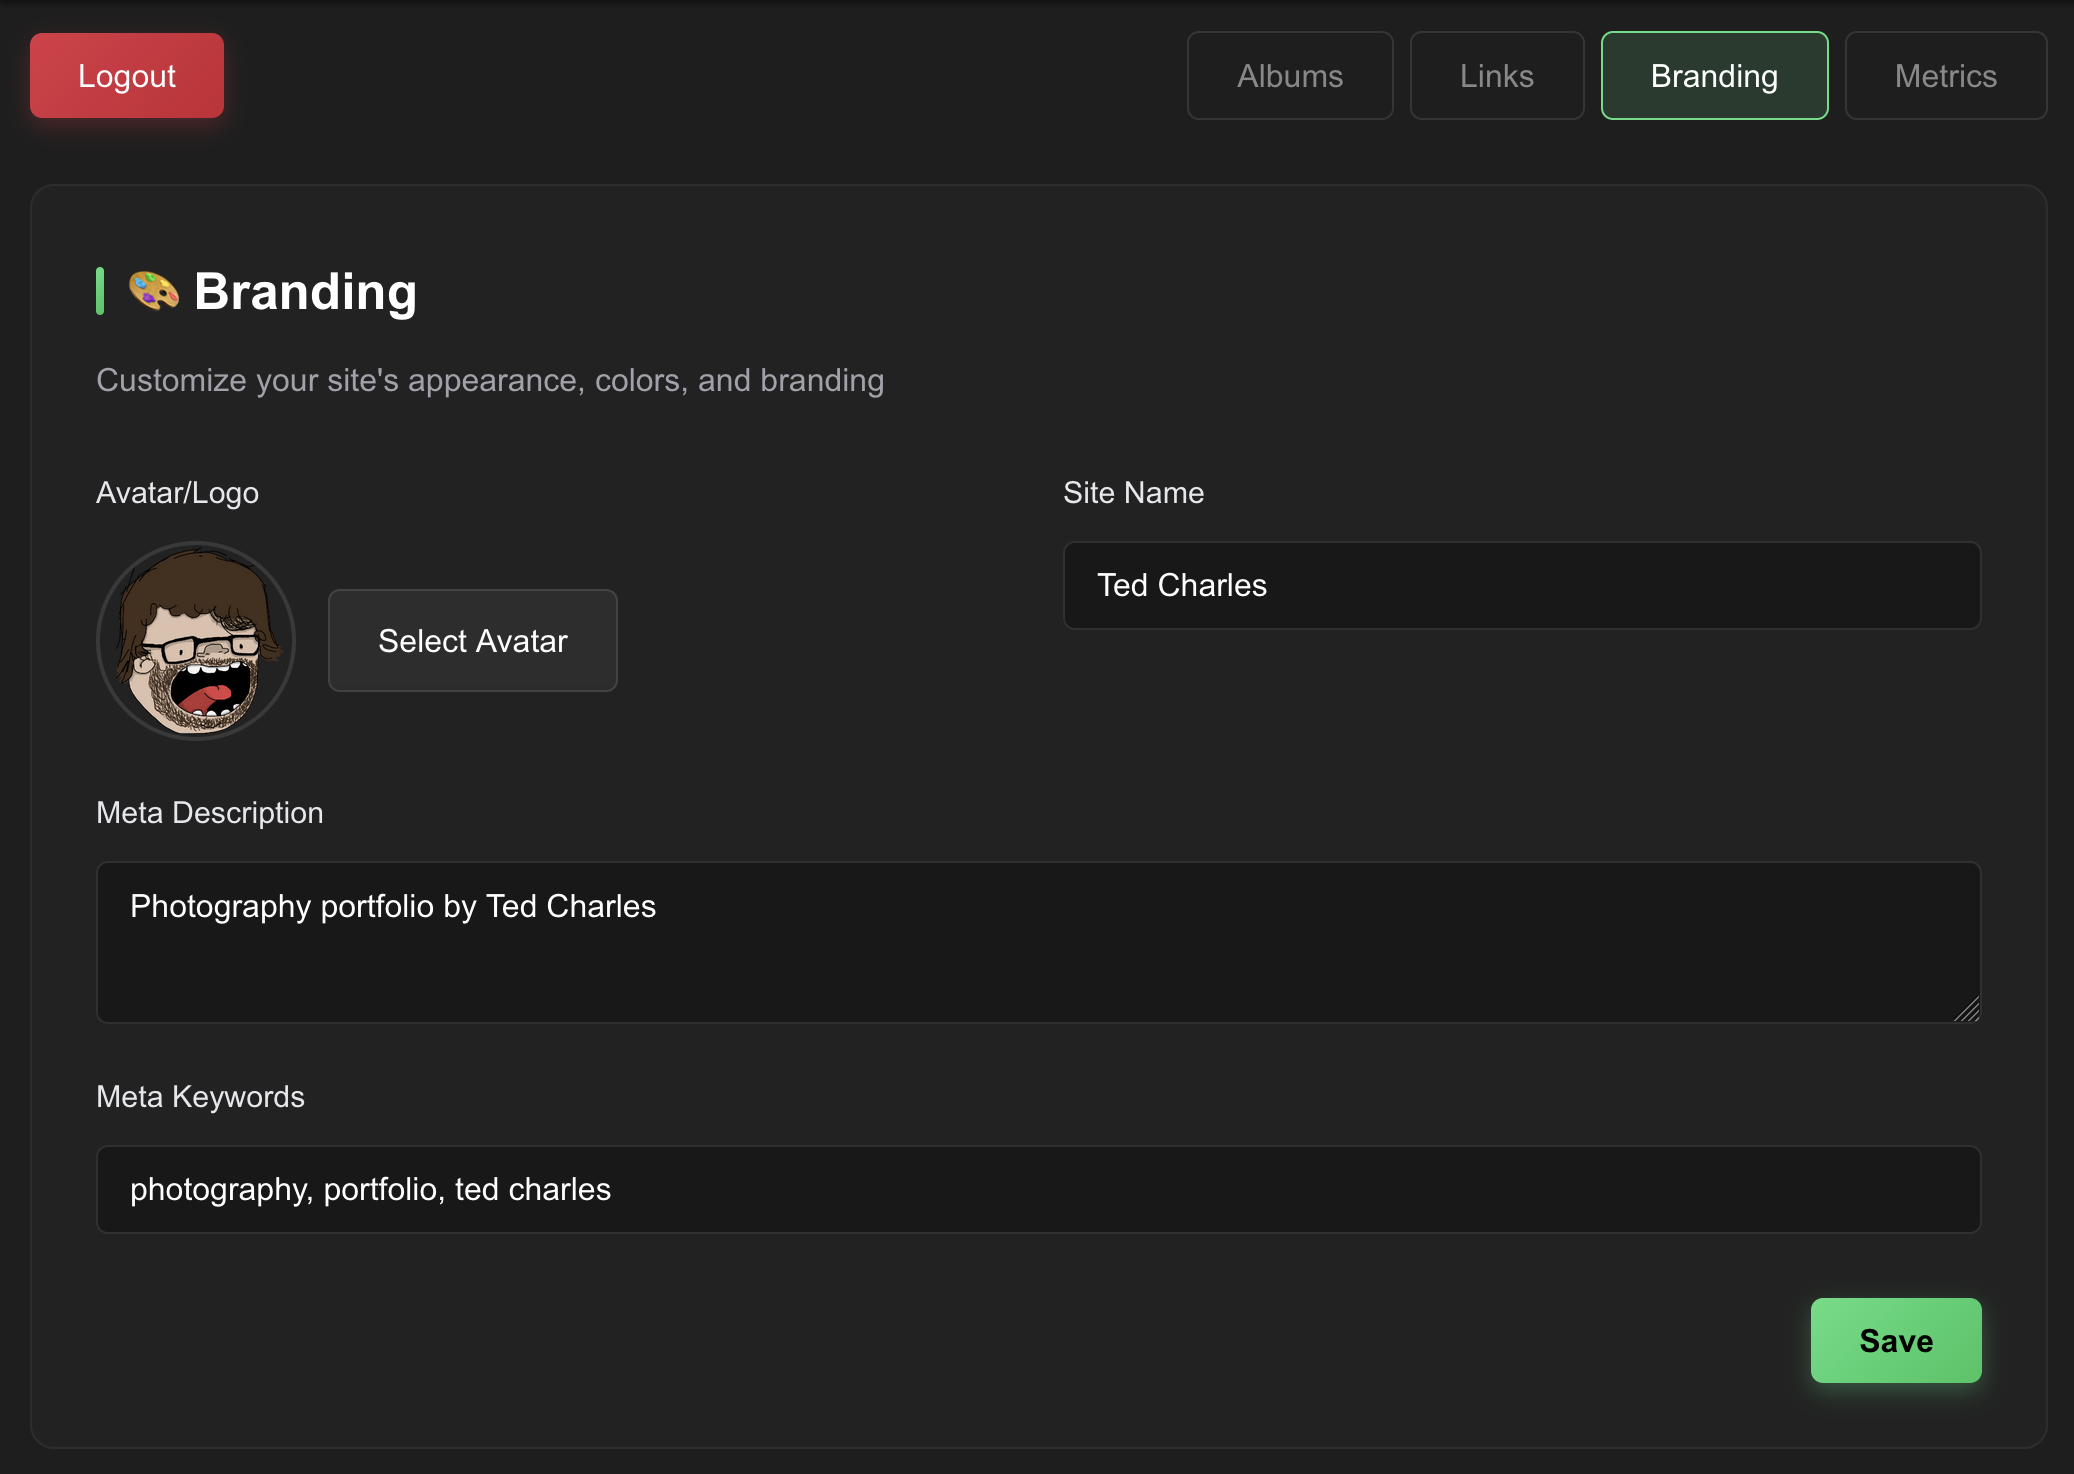 Logout
Albums
Links
Branding
Metrics
Branding
Customize your site's appearance, colors, and branding
Avatar/Logo
Site Name
Select Avatar
Ted Charles
Meta Description
Photography portfolio by Ted Charles
Meta Keywords
photography, portfolio, ted charles
Save